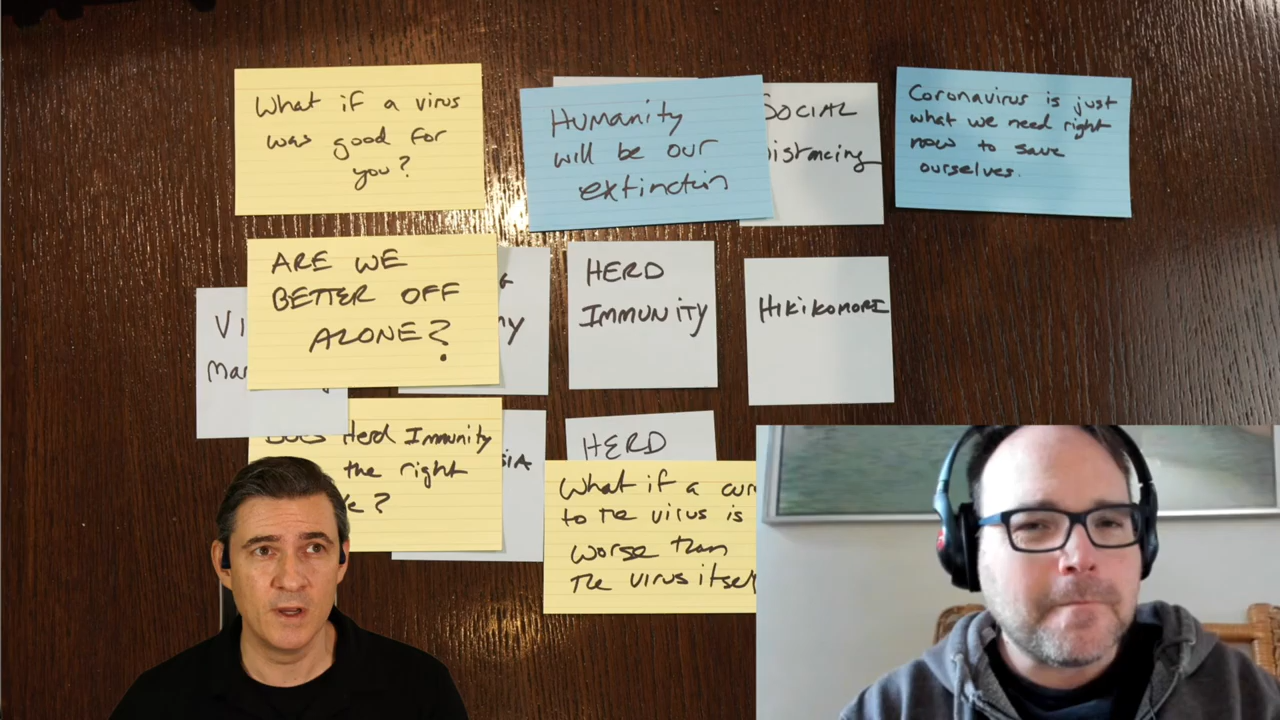 What if a virus
was good for
you?
Humanity
will be our
extinction
SOCIAL
Distancing
Coronavirus is just
what we need right
now to save
ourselves.
ARE WE
BETTER OFF
ALONE?
HERD
IMMUNITY
HIKIKOMORI
Herd Immunity
the right
HERD
What if a
to the virus is
worse than
the virus itself